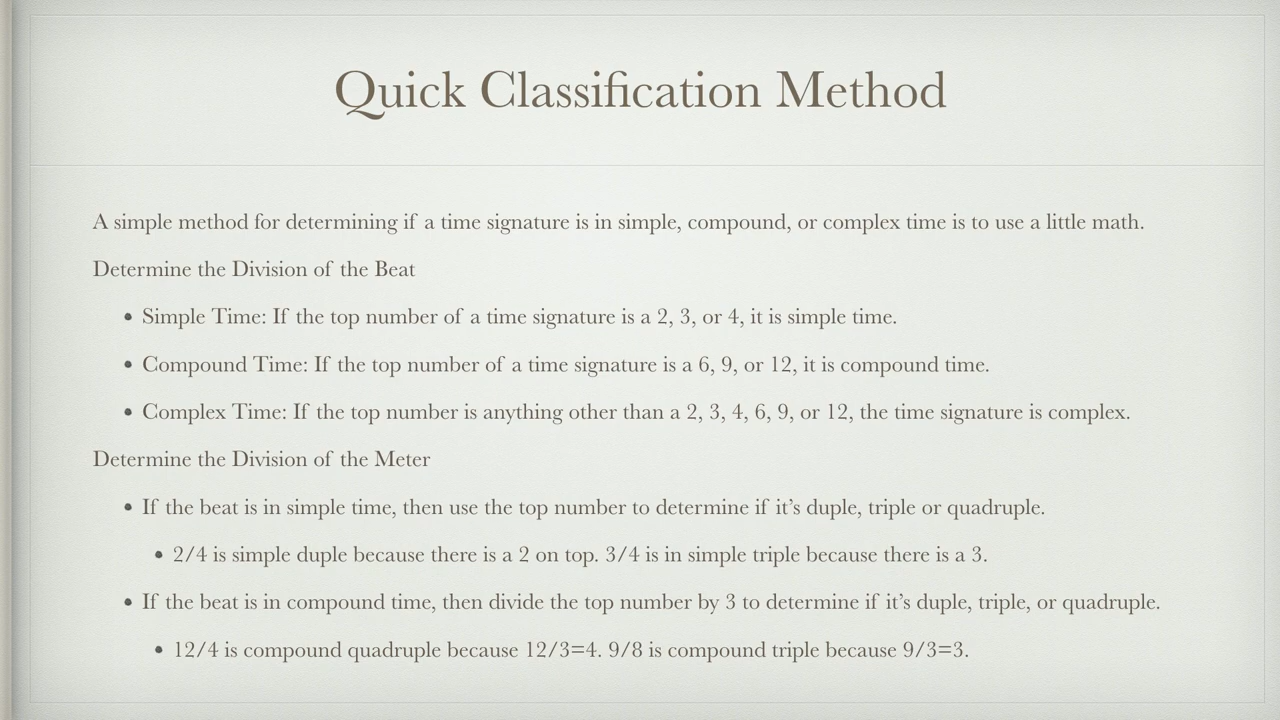 Quick Classification Method
A simple method for determining if a time signature is in simple, compound, or complex time is to use a little math.
Determine the Division of the Beat
• Simple Time: If the top number of a time signature is a 2, 3, or 4, it is simple time.
• Compound Time: If the top number of a time signature is a 6, 9, or 12, it is compound time.
• Complex Time: If the top number is anything other than a 2, 3, 4, 6, 9, or 12, the time signature is complex.
Determine the Division of the Meter
• If the beat is in simple time, then use the top number to determine if it’s duple, triple or quadruple.
• 2/4 is simple duple because there is a 2 on top. 3/4 is in simple triple because there is a 3.
• If the beat is in compound time, then divide the top number by 3 to determine if it’s duple, triple, or quadruple.
• 12/4 is compound quadruple because 12/3=4. 9/8 is compound triple because 9/3=3.